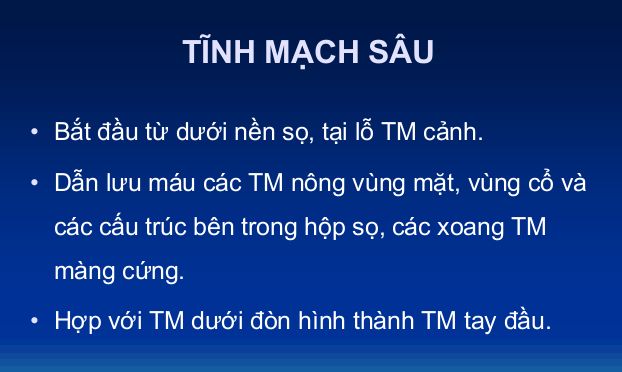 TĨNH MẠCH SÂU
• Bắt đầu từ dưới nền sọ, tại lỗ TM cảnh.
• Dẫn lưu máu các TM nông vùng mặt, vùng cổ và
các cấu trúc bên trong hộp sọ, các xoang TM
màng cứng.
• Hợp với TM dưới đòn hình thành TM tay đầu.